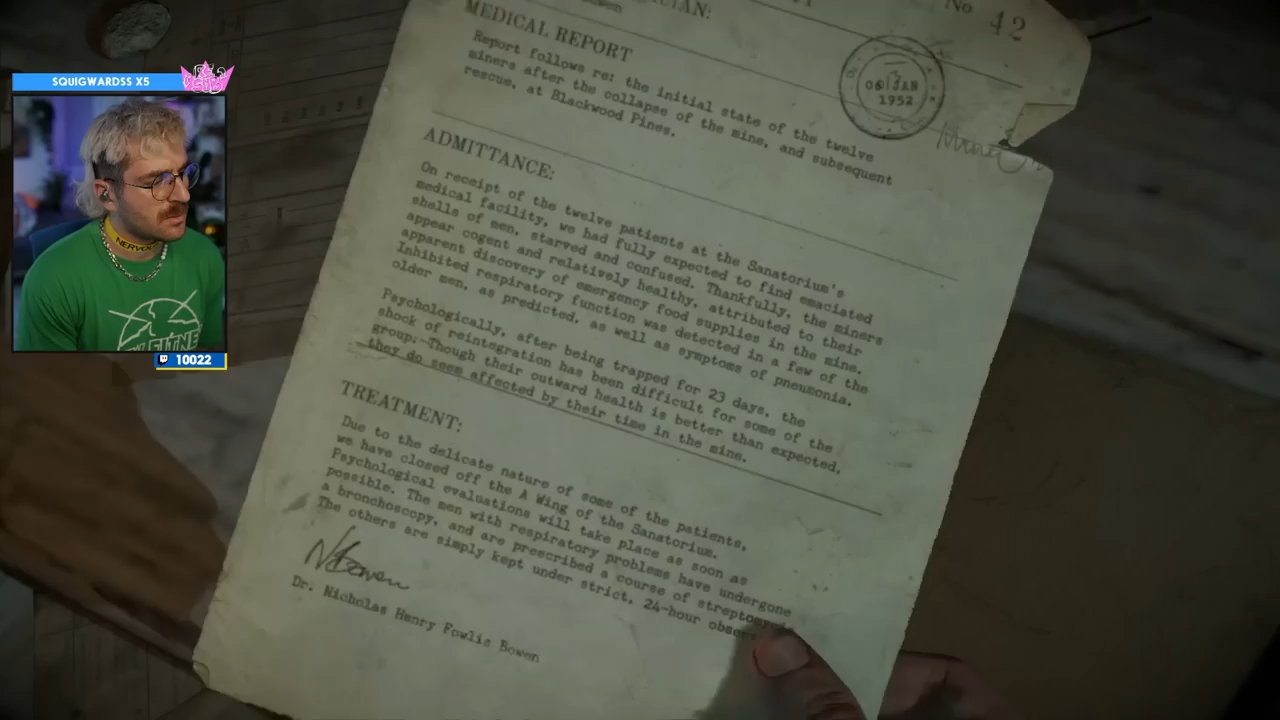 No 42
ICIAN:
Bowen
MEDICAL REPORT
Report follows re: the initial state of the twelve
miners after the collapse of the mine, and subsequent
rescue, at Blackwood Pines.
06 JAN
1952
ADMITTANCE:
On receipt of the twelve patients at the Sanatorium's
medical facility, we had fully expected to find emaciated
shells of men, starved and confused. Thankfully, the miners
appear cogent and relatively healthy, attributed to their
apparent discovery of emergency food supplies in the mine.
Inhibited respiratory function was detected in a few of the
older men, as predicted, as well as symptoms of pneumonia.
Psychologically, after being trapped for 23 days, the
shock of reintegration has been difficult for some of the
group. Though their outward health is better than expected,
they do seem affected by their time in the mine.
TREATMENT:
Due to the delicate nature of some of the patients,
we have closed off the A Wing of the Sanatorium.
Psychological evaluations will take place as soon as
possible. The men with respiratory problems have undergone
a bronchoscopy, and are prescribed a course of streptomy
The others are simply kept under strict, 24-hour obser
NBowen
Dr. Nicholas Henry Fowlis Bowen
SQUIGWARDSS X5
NERVO
10022